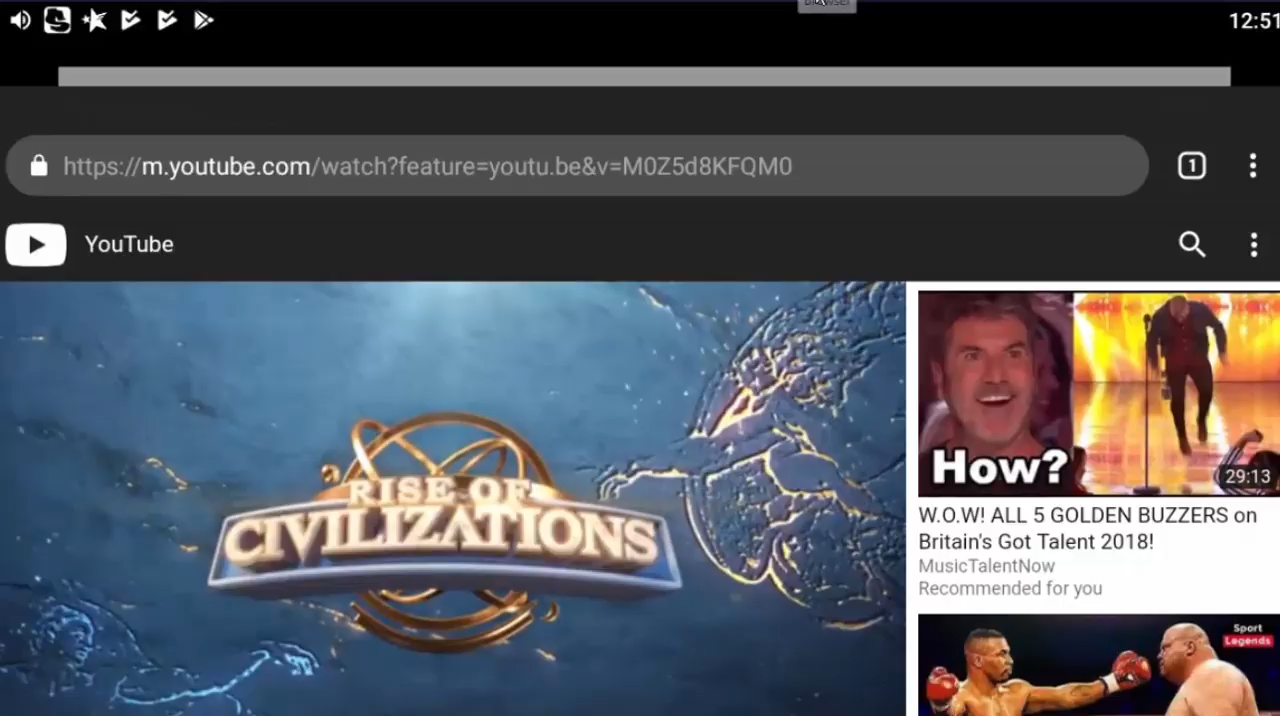 12:51
https://m.youtube.com/watch?feature=youtu.be&v=M0Z5d8KFQM0
1
YouTube
RISE OF
CIVILIZATIONS
How?
29:13
W.O.W! ALL 5 GOLDEN BUZZERS on
Britain's Got Talent 2018!
MusicTalentNow
Recommended for you
Sport
Legends